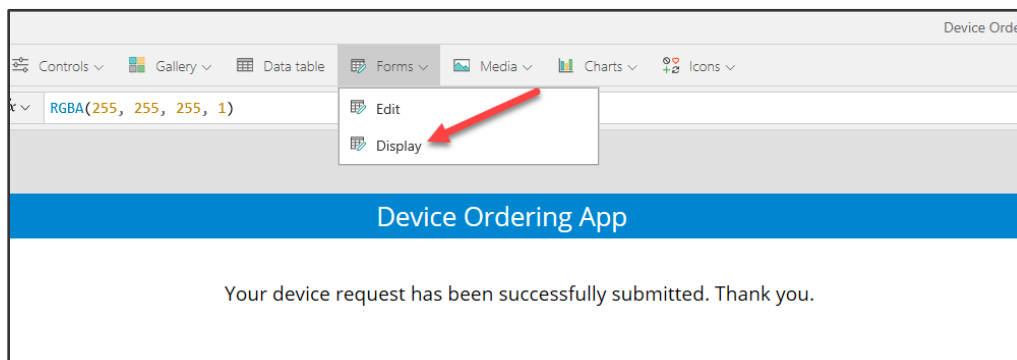 Device Orde
Controls Gallery Data table Forms Media Charts Icons
RGBA(255, 255, 255, 1)
Edit
Display
Device Ordering App
Your device request has been successfully submitted. Thank you.